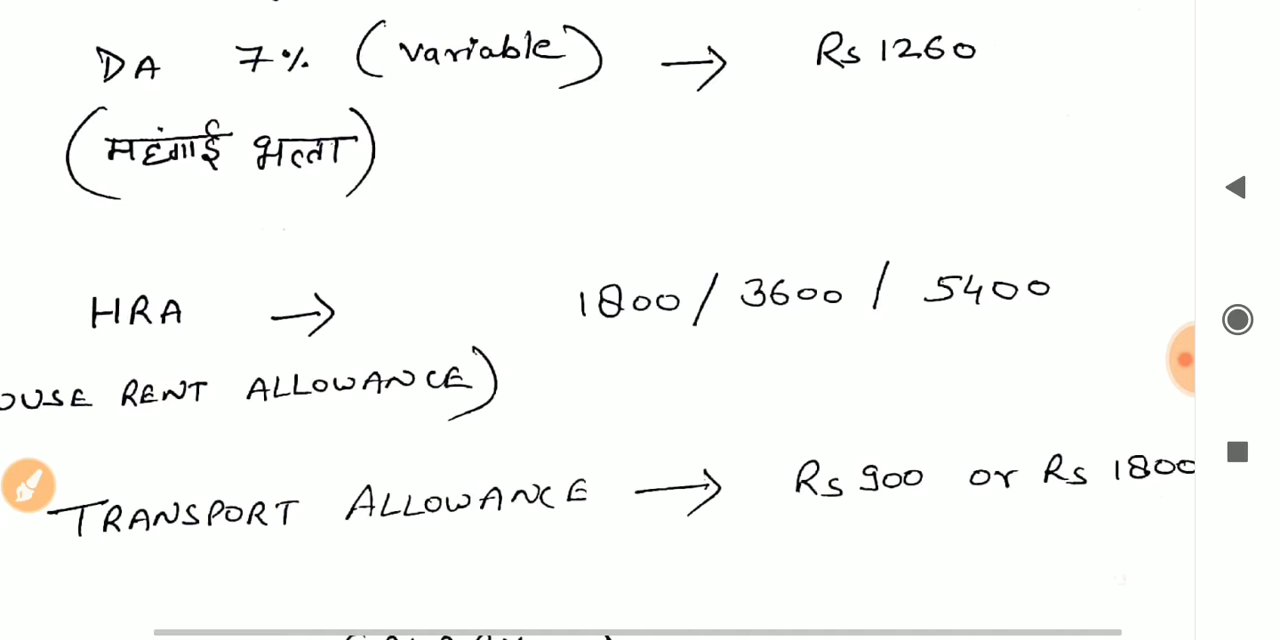 DA 7% (variable) → Rs 1260
(महंगाई भत्ता)
HRA → 1800 / 3600 / 5400
OUSE RENT ALLOWANCE)
TRANSPORT ALLOWANCE → Rs 900 or Rs 1800